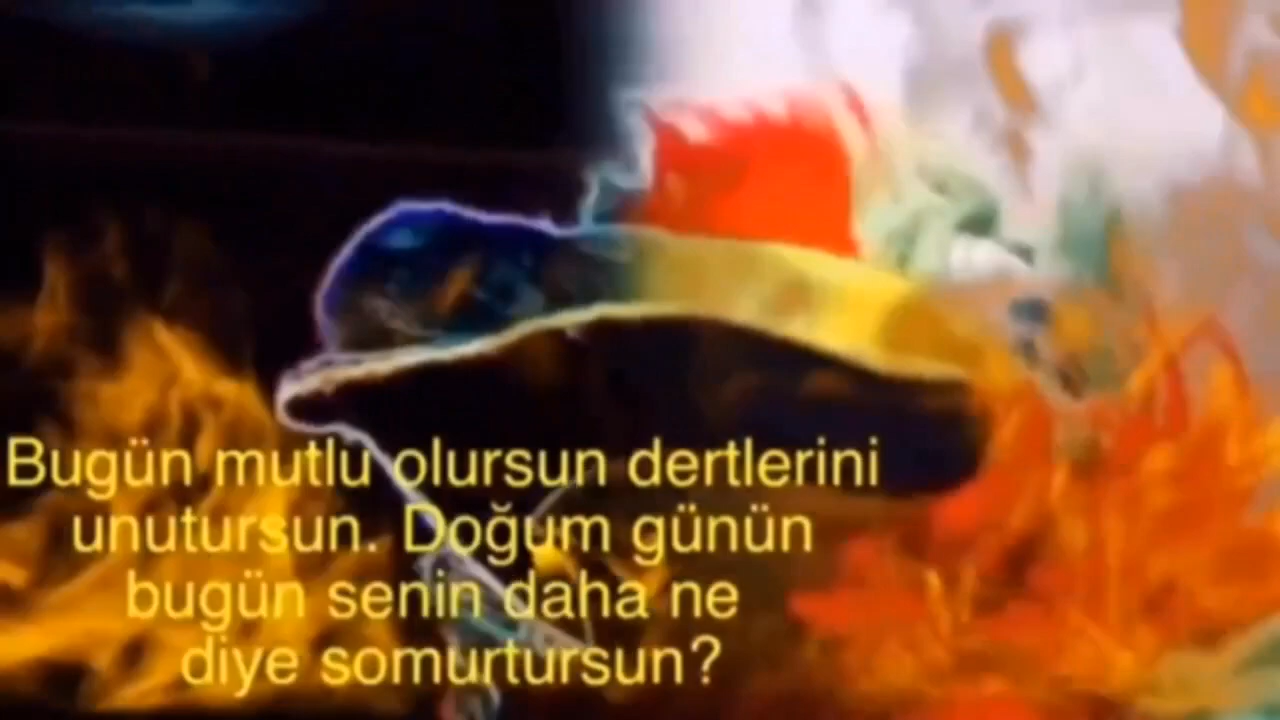 Bugün mutlu olursun dertlerini
unutursun. Doğum günün
bugün senin daha ne
diye somurtursun?